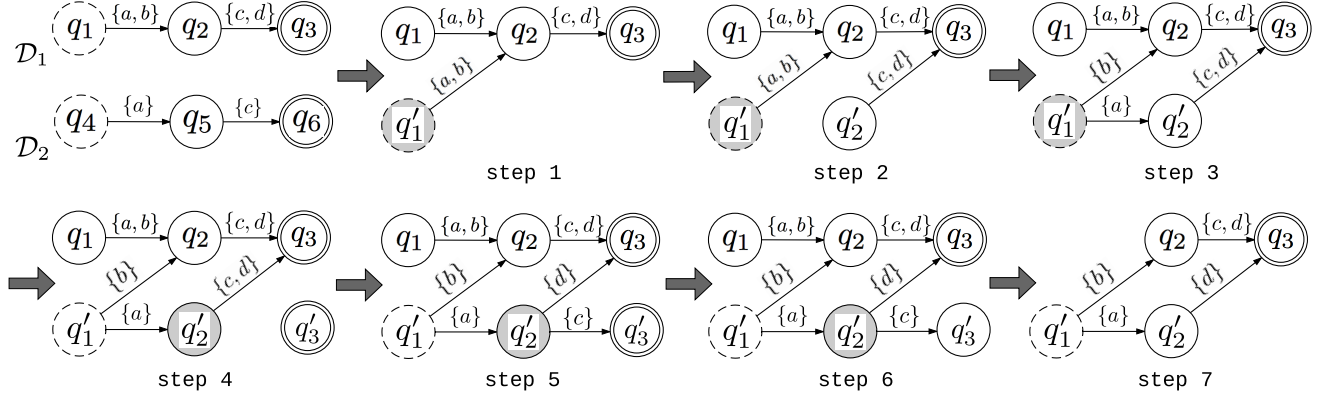 D₁ q₁ {a, b} q₂ {c, d} q₃
D₂ q₄ {a} q₅ {c} q₆
q₁ {a, b} q₂ {c, d} q₃
{a, b}
q′₁
step 1
q₁ {a, b} q₂ {c, d} q₃
{a, b} {c, d}
q′₁ q′₂
step 2
q₁ {a, b} q₂ {c, d} q₃
{b} {c, d}
q′₁ {a} q′₂
step 3
q₁ {a, b} q₂ {c, d} q₃
{b} {c, d}
q′₁ {a} q′₂ q′₃
step 4
q₁ {a, b} q₂ {c, d} q₃
{b} {d}
q′₁ {a} q′₂ {c} q′₃
step 5
q₁ {a, b} q₂ {c, d} q₃
{b} {d}
q′₁ {a} q′₂ {c} q′₃
step 6
q₂ {c, d} q₃
{b} {d}
q′₁ {a} q′₂
step 7